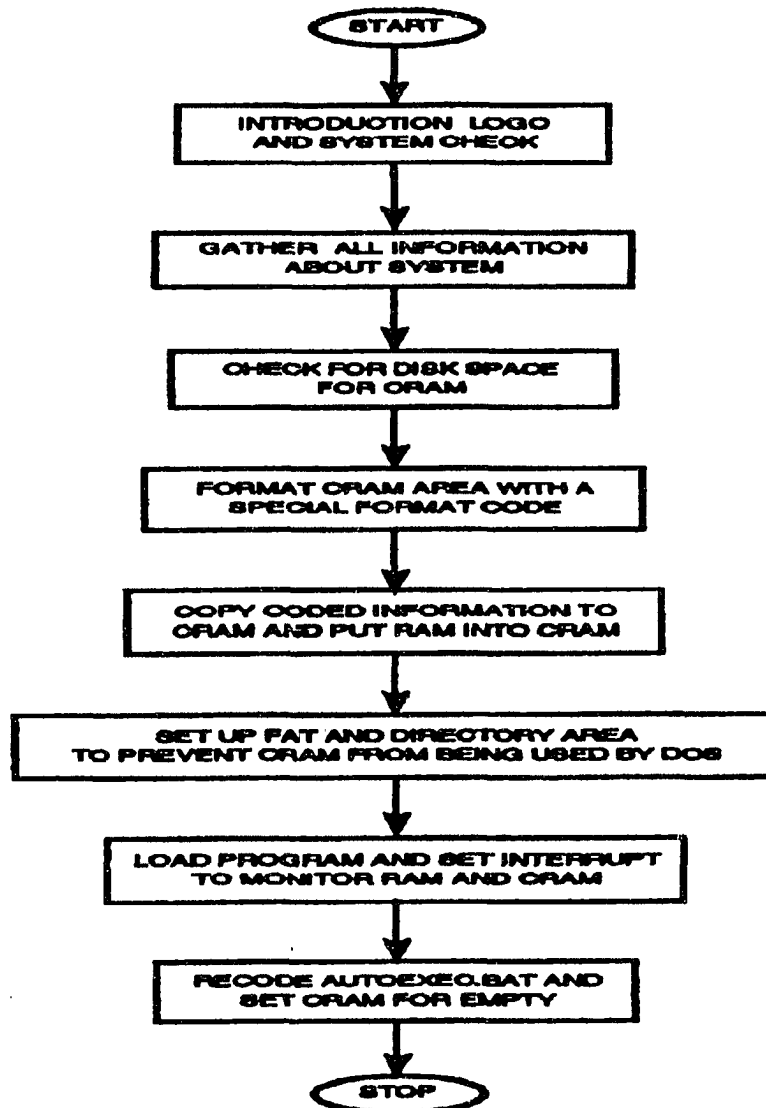 START
INTRODUCTION LOGO
AND SYSTEM CHECK
GATHER ALL INFORMATION
ABOUT SYSTEM
CHECK FOR DISK SPACE
FOR CRAM
FORMAT CRAM AREA WITH A
SPECIAL FORMAT CODE
COPY CODED INFORMATION TO
CRAM AND PUT RAM INTO CRAM
SET UP FAT AND DIRECTORY AREA
TO PREVENT CRAM FROM BEING USED BY DOS
LOAD PROGRAM AND SET INTERRUPT
TO MONITOR RAM AND CRAM
RECODE AUTOEXEC.BAT AND
SET CRAM FOR EMPTY
STOP